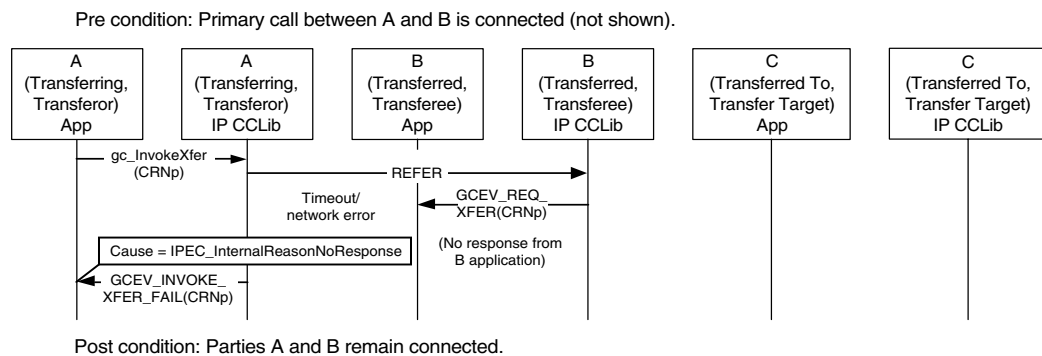 Pre condition: Primary call between A and B is connected (not shown).
A
(Transferring,
Transferor)
App
A
(Transferring,
Transferor)
IP CCLib
B
(Transferred,
Transferee)
App
B
(Transferred,
Transferee)
IP CCLib
C
(Transferred To,
Transfer Target)
App
C
(Transferred To,
Transfer Target)
IP CCLib
gc_InvokeXfer
(CRNp)
REFER
Timeout/
network error
GCEV_REQ_
XFER(CRNp)
(No response from
B application)
Cause = IPEC_InternalReasonNoResponse
GCEV_INVOKE_
XFER_FAIL(CRNp)
Post condition: Parties A and B remain connected.